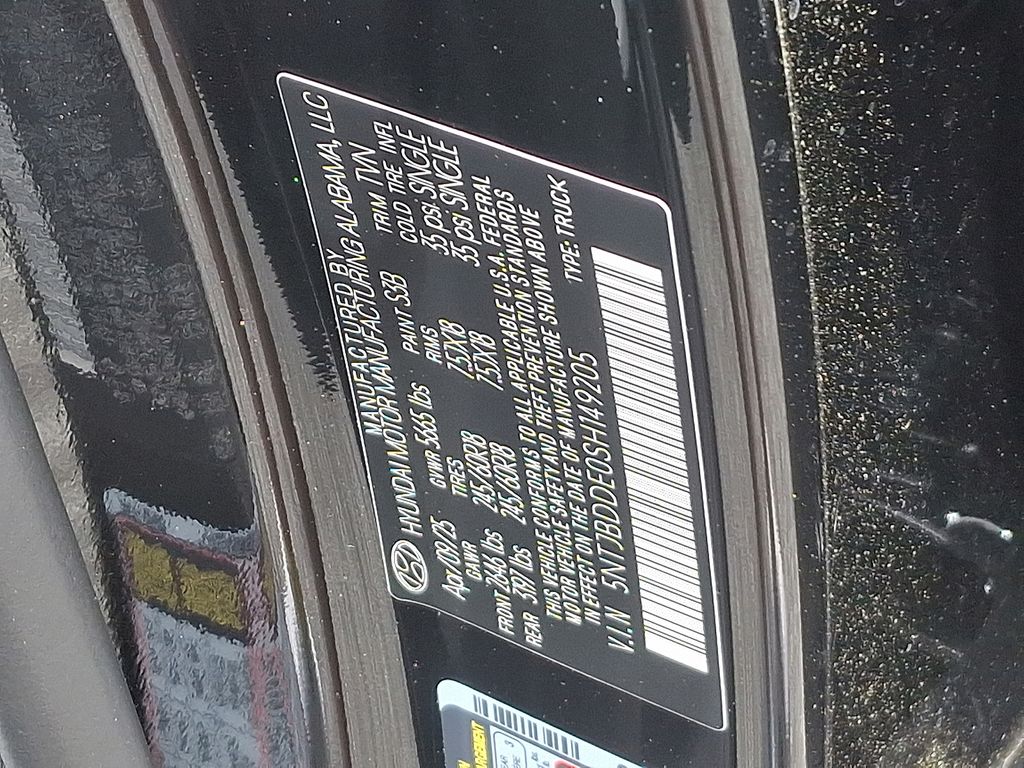 MANUFACTURED BY
HYUNDAI MOTOR MANUFACTURING ALABAMA, LLC
Apr/09/25 GVWR 5665 lbs PAINT S3B TRIM TVN
GAWR TIRES RIMS COLD TIRE INFL
FRONT 2840 lbs 245/60R18 7.5JX18 35 psi SINGLE
REAR 3197 lbs 245/60R18 7.5JX18 35 psi SINGLE
THIS VEHICLE CONFORMS TO ALL APPLICABLE U.S.A. FEDERAL
MOTOR VEHICLE SAFETY AND THEFT PREVENTION STANDARDS
IN EFFECT ON THE DATE OF MANUFACTURE SHOWN ABOVE
V.I.N 5NTJBDDE0SH149205 TYPE: TRUCK